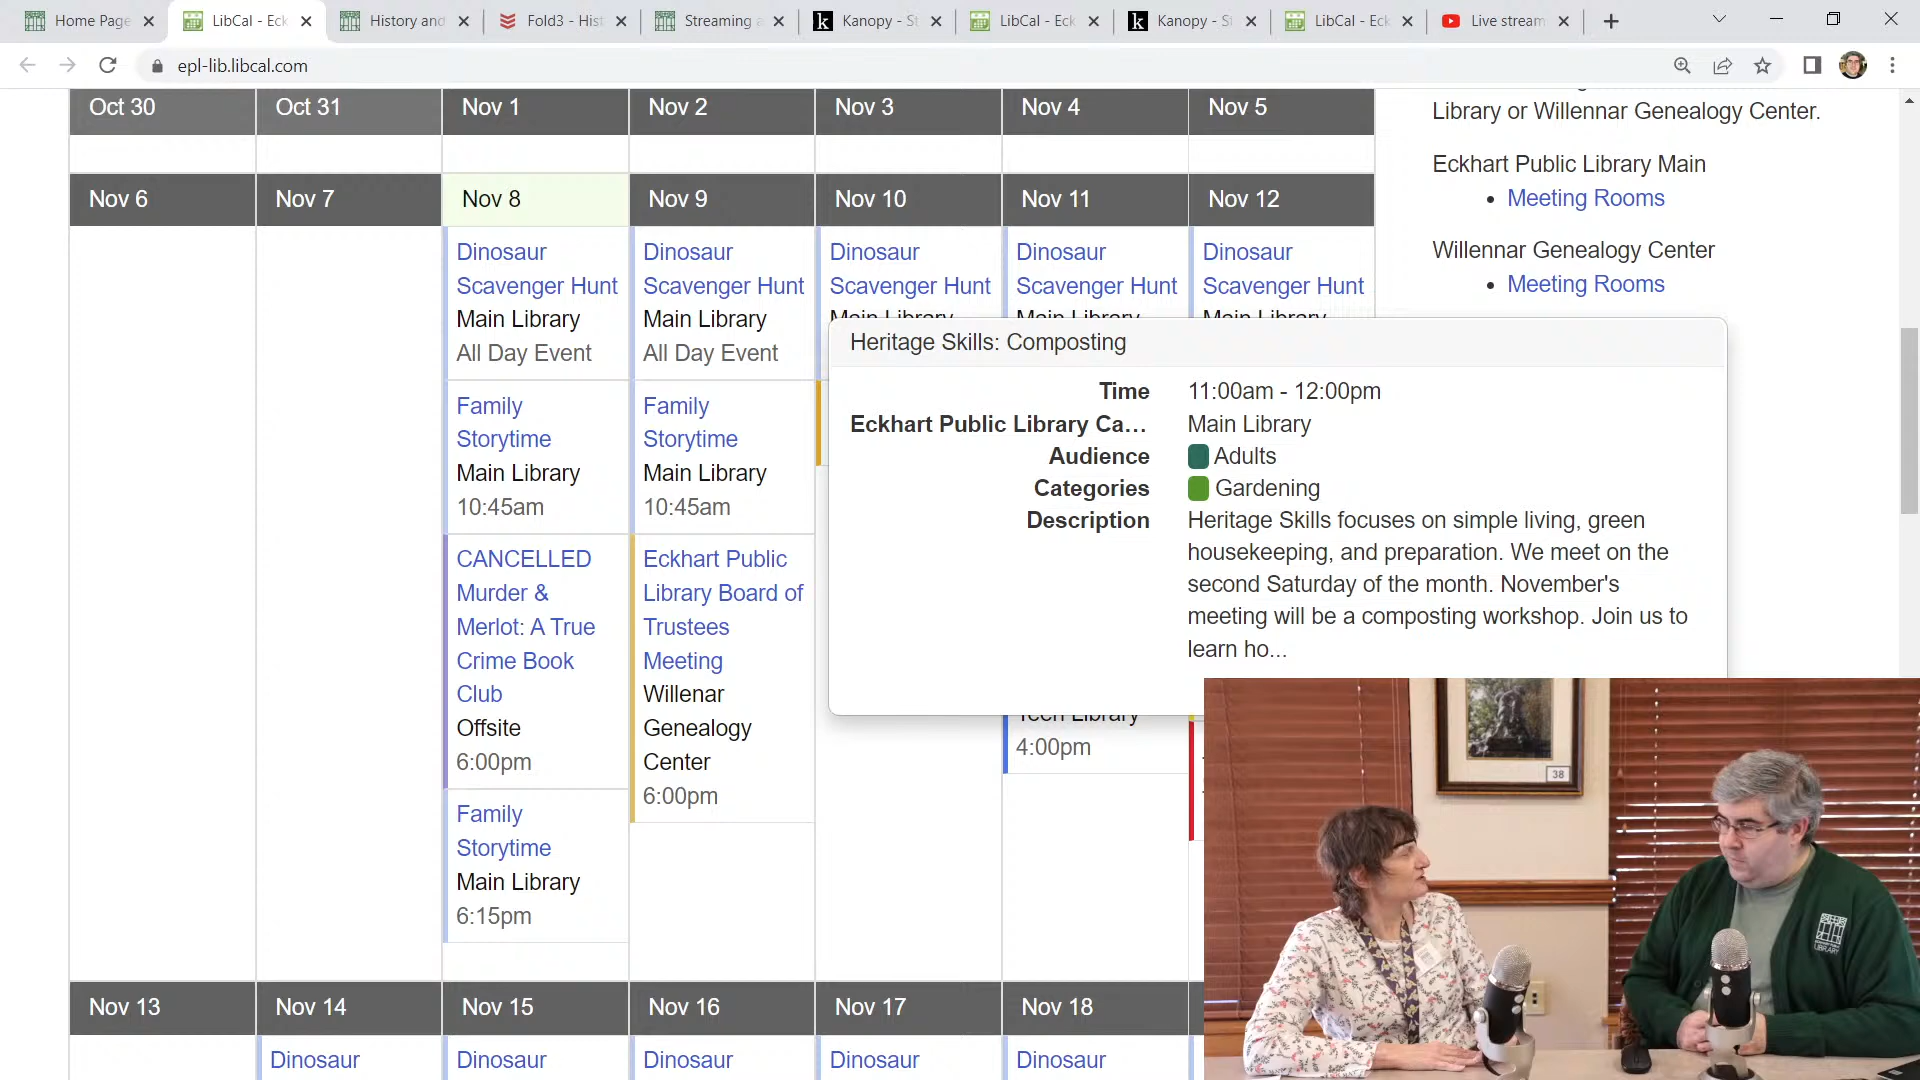 Home Page
LibCal - Eck
History and
Fold3 - Hist
Streaming a
Kanopy - St
LibCal - Eck
Kanopy - St
LibCal - Eck
Live stream
epl-lib.libcal.com
Oct 30
Oct 31
Nov 1
Nov 2
Nov 3
Nov 4
Nov 5
Nov 6
Nov 7
Nov 8
Nov 9
Nov 10
Nov 11
Nov 12
Dinosaur
Scavenger Hunt
Main Library
All Day Event
Family
Storytime
Main Library
10:45am
CANCELLED
Murder &
Merlot: A True
Crime Book
Club
Offsite
6:00pm
Family
Storytime
Main Library
6:15pm
Dinosaur
Scavenger Hunt
Main Library
All Day Event
Family
Storytime
Main Library
10:45am
Eckhart Public
Library Board of
Trustees
Meeting
Willenar
Genealogy
Center
6:00pm
Dinosaur
Scavenger Hunt
Main Library
Dinosaur
Scavenger Hunt
Main Library
Teen Library
4:00pm
Dinosaur
Scavenger Hunt
Main Library
Heritage Skills: Composting
Time 11:00am - 12:00pm
Eckhart Public Library Ca... Main Library
Audience Adults
Categories Gardening
Description Heritage Skills focuses on simple living, green
housekeeping, and preparation. We meet on the
second Saturday of the month. November's
meeting will be a composting workshop. Join us to
learn ho...
Library or Willennar Genealogy Center.
Eckhart Public Library Main
• Meeting Rooms
Willennar Genealogy Center
• Meeting Rooms
Nov 13
Nov 14
Nov 15
Nov 16
Nov 17
Nov 18
Dinosaur
Dinosaur
Dinosaur
Dinosaur
Dinosaur
38
LIBRARY